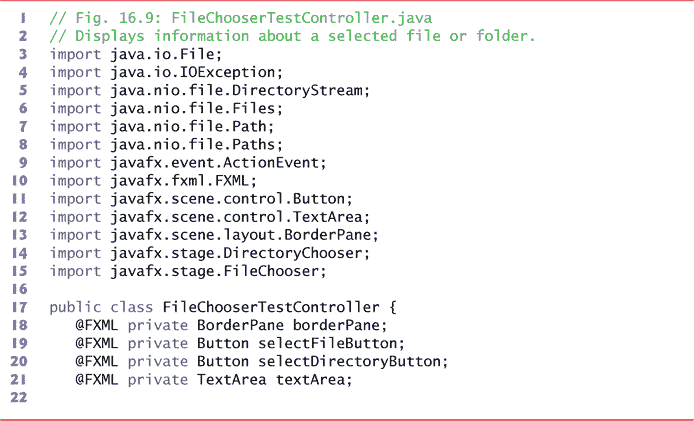 1 // Fig. 16.9: FileChooserTestController.java
2 // Displays information about a selected file or folder.
3 import java.io.File;
4 import java.io.IOException;
5 import java.nio.file.DirectoryStream;
6 import java.nio.file.Files;
7 import java.nio.file.Path;
8 import java.nio.file.Paths;
9 import javafx.event.ActionEvent;
10 import javafx.fxml.FXML;
11 import javafx.scene.control.Button;
12 import javafx.scene.control.TextArea;
13 import javafx.scene.layout.BorderPane;
14 import javafx.stage.DirectoryChooser;
15 import javafx.stage.FileChooser;
16
17 public class FileChooserTestController {
18    @FXML private BorderPane borderPane;
19    @FXML private Button selectFileButton;
20    @FXML private Button selectDirectoryButton;
21    @FXML private TextArea textArea;
22